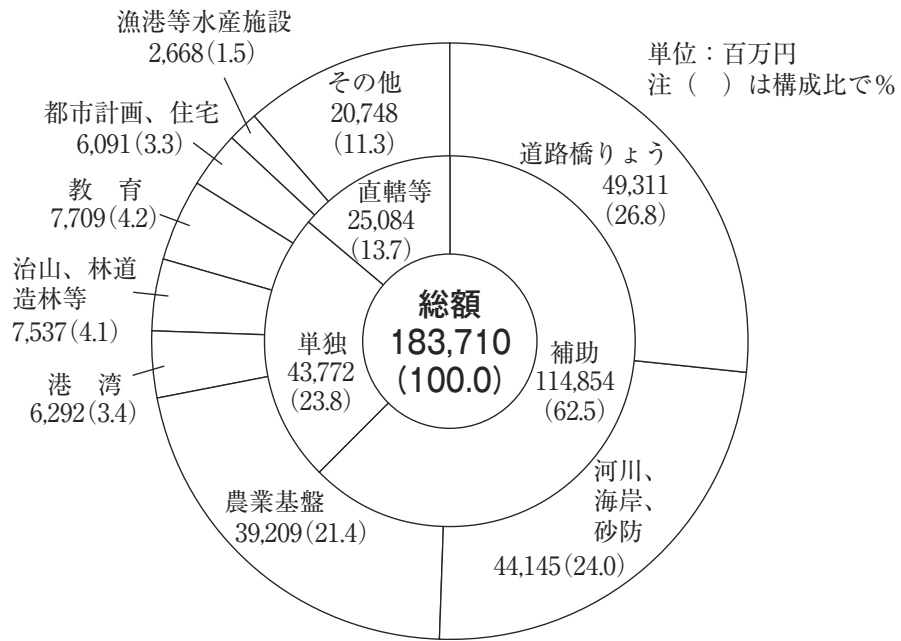 漁港等水産施設
2,668(1.5)
都市計画、住宅
6,091(3.3)
教　育
7,709(4.2)
治山、林道
造林等
7,537(4.1)
港　湾
6,292(3.4)
その他
20,748
(11.3)
単位：百万円
注（　）は構成比で％
道路橋りょう
49,311
(26.8)
直轄等
25,084
(13.7)
総額
183,710
(100.0)
単独
43,772
(23.8)
補助
114,854
(62.5)
農業基盤
39,209(21.4)
河川、
海岸、
砂防
44,145(24.0)